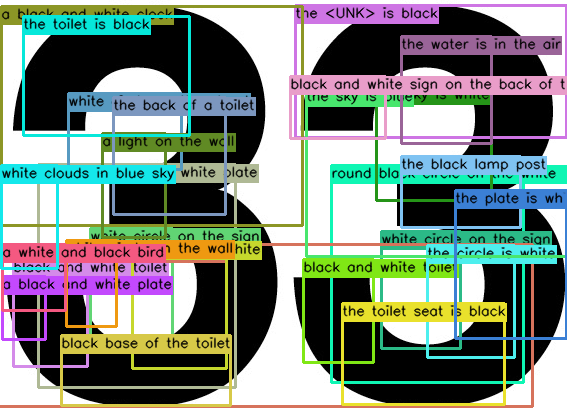 a black and white clock
the toilet is black
the <UNK> is black
the water is in the air
black and white sign on the back of t
the sky is blue
ky is white
white
the back of a toilet
a light on the wall
white clouds in blue sky
white plate
the black lamp post
round black circle on the white
the plate is wh
white circle on the sign
white circle on the sign
a white and black bird
on the wall
white
the circle is white
black and white toilet
black and white toilet
a black and white plate
the toilet seat is black
black base of the toilet